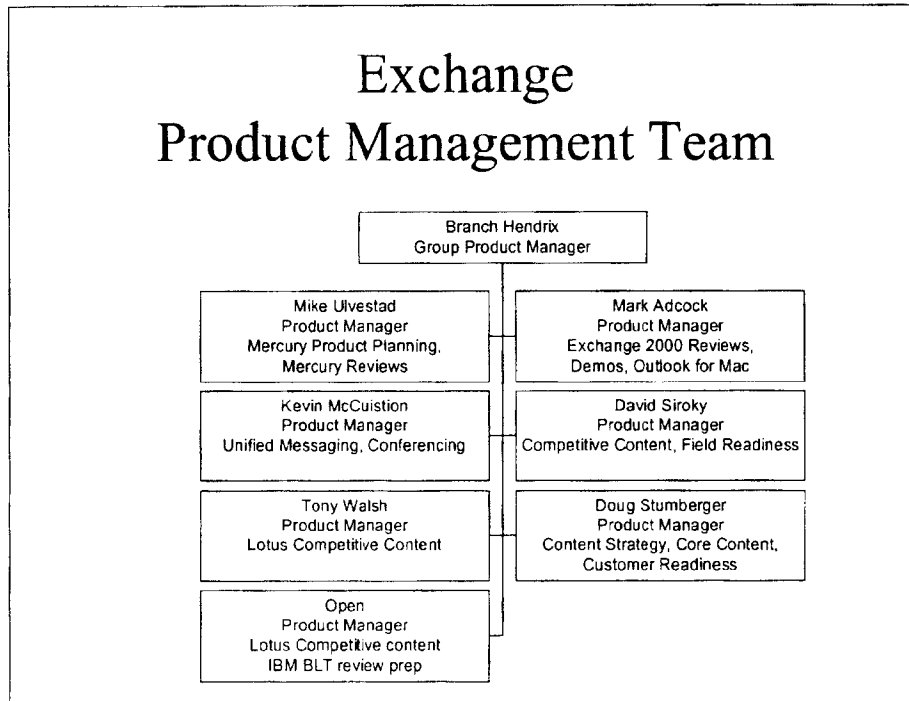 Exchange
Product Management Team
Branch Hendrix
Group Product Manager
Mike Ulvestad
Product Manager
Mercury Product Planning,
Mercury Reviews
Mark Adcock
Product Manager
Exchange 2000 Reviews,
Demos, Outlook for Mac
Kevin McCuistion
Product Manager
Unified Messaging, Conferencing
David Siroky
Product Manager
Competitive Content, Field Readiness
Tony Walsh
Product Manager
Lotus Competitive Content
Doug Stumberger
Product Manager
Content Strategy, Core Content,
Customer Readiness
Open
Product Manager
Lotus Competitive content
IBM BLT review prep